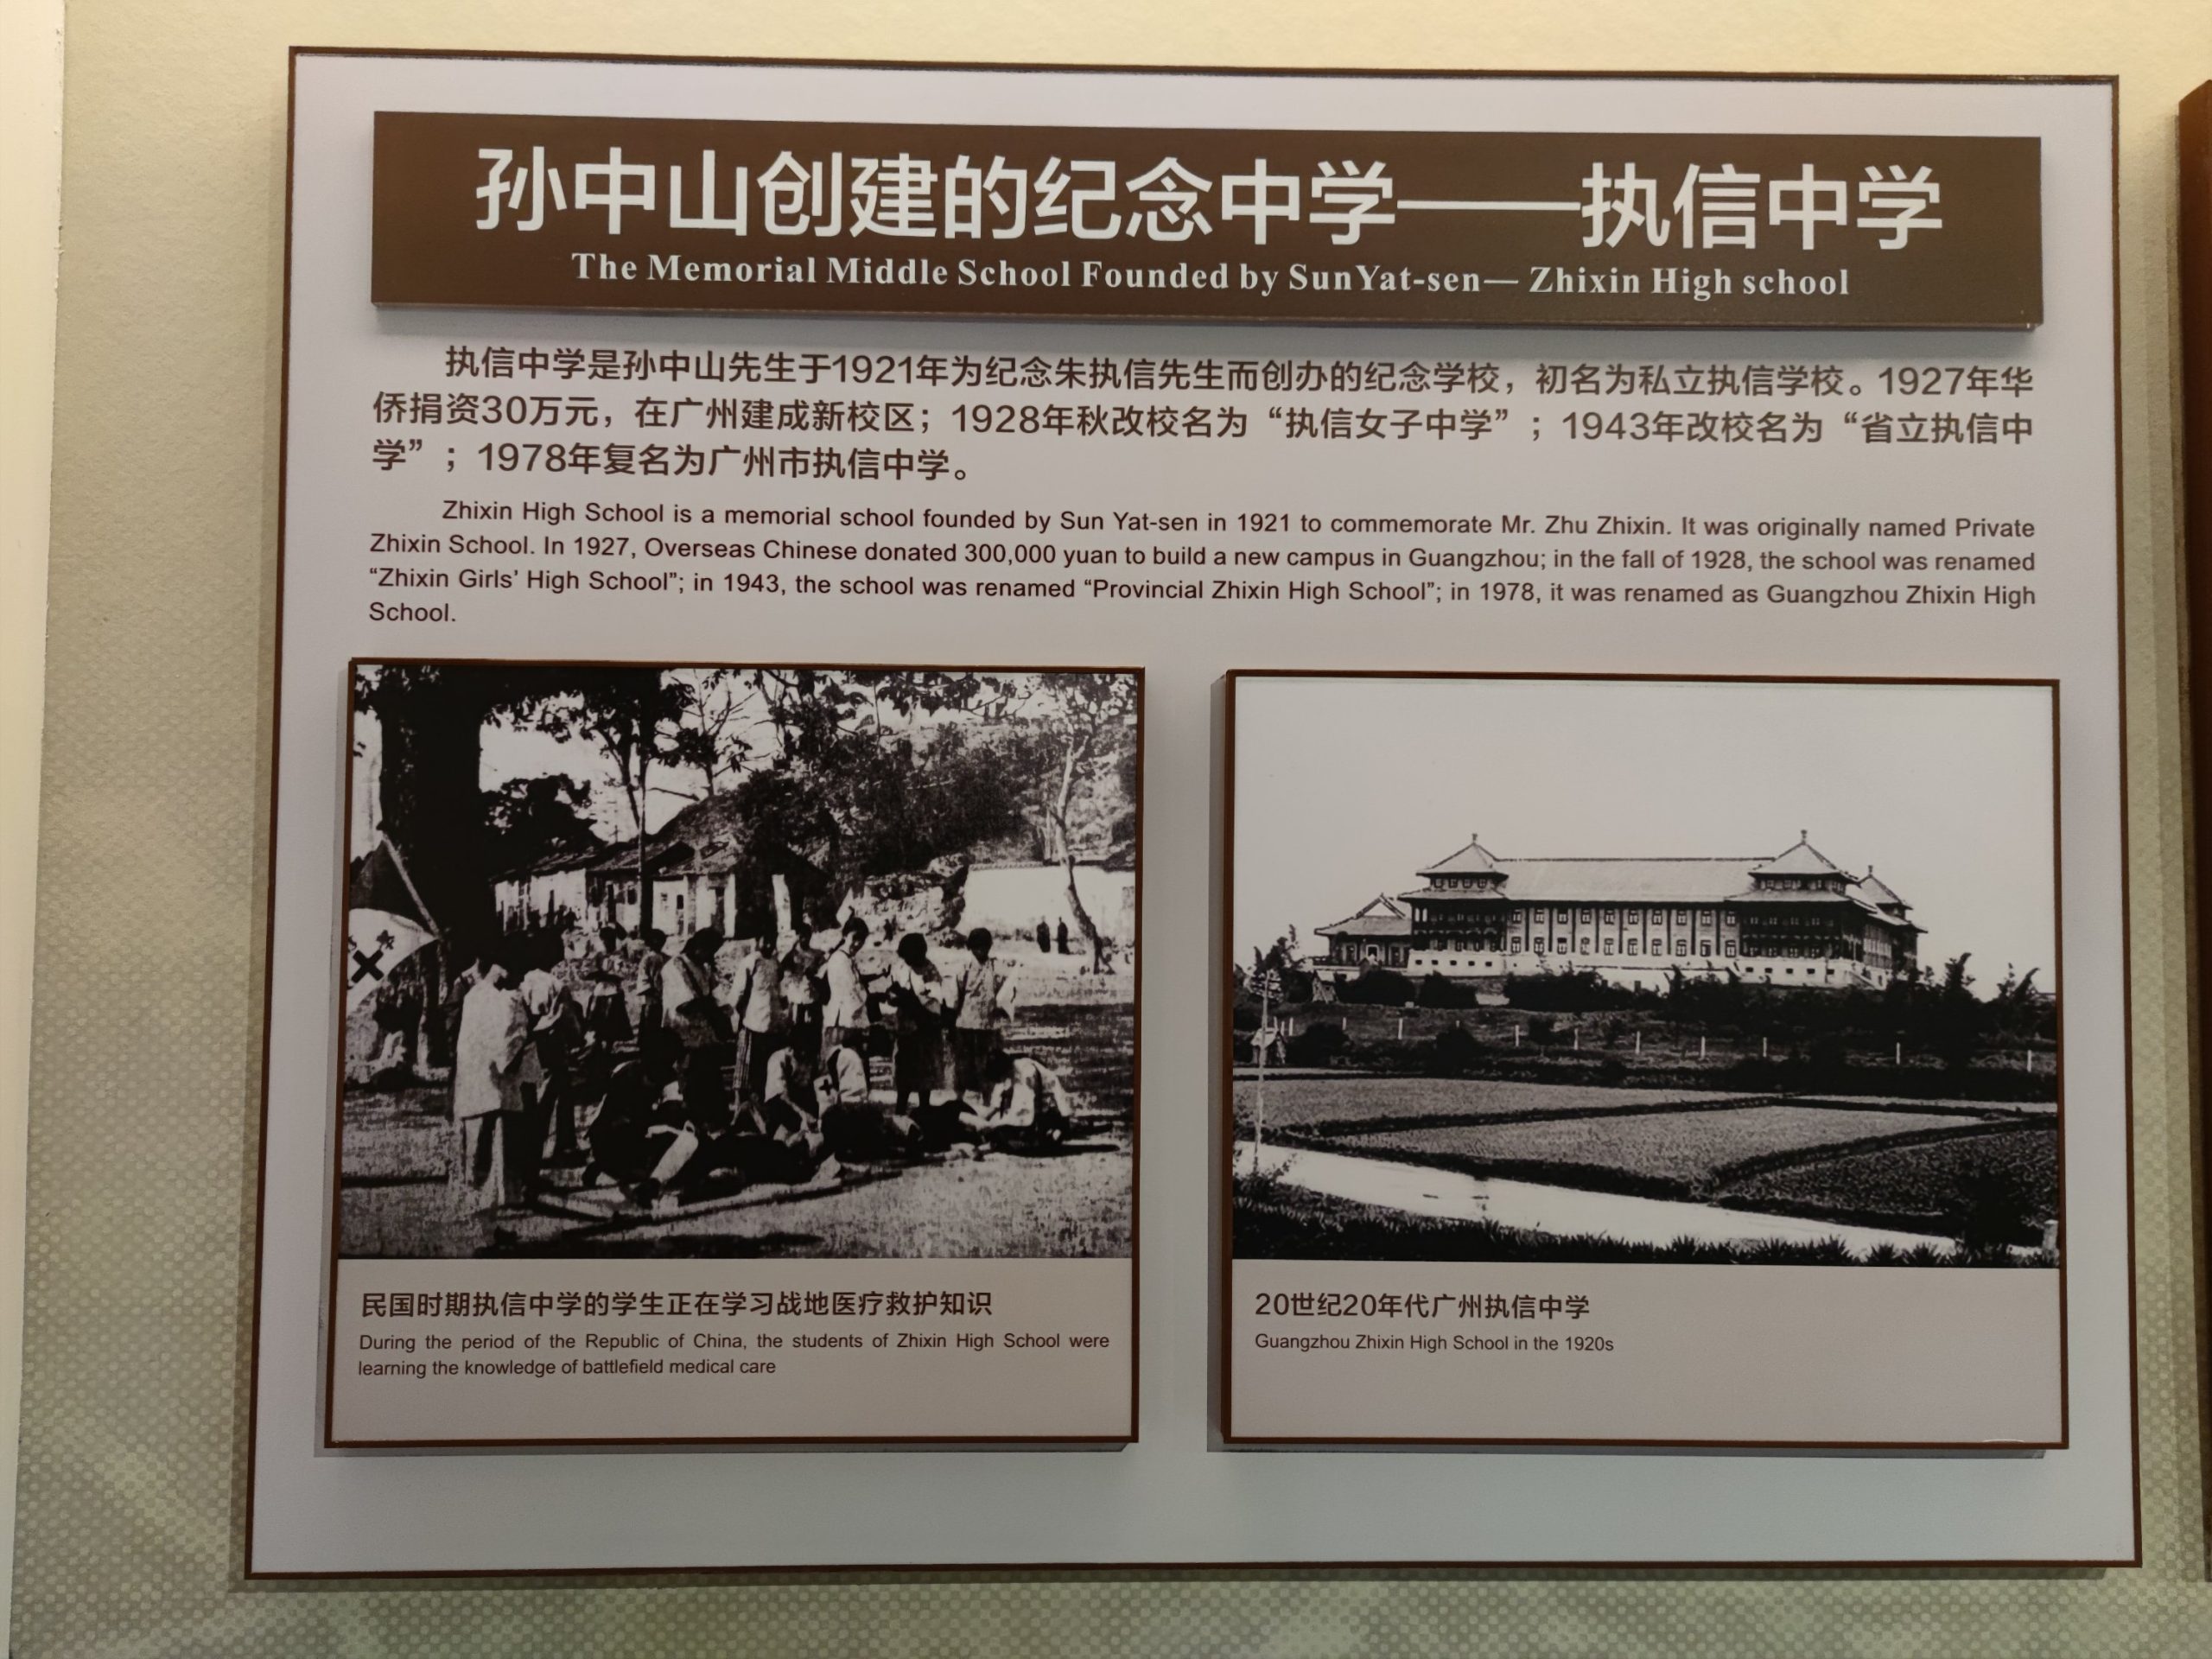 孙中山创建的纪念中学——执信中学
The Memorial Middle School Founded by SunYat-sen— Zhixin High school
执信中学是孙中山先生于1921年为纪念朱执信先生而创办的纪念学校，初名为私立执信学校。1927年华
侨捐资30万元，在广州建成新校区；1928年秋改校名为“执信女子中学”；1943年改校名为“省立执信中
学”；1978年复名为广州市执信中学。
Zhixin High School is a memorial school founded by Sun Yat-sen in 1921 to commemorate Mr. Zhu Zhixin. It was originally named Private
Zhixin School. In 1927, Overseas Chinese donated 300,000 yuan to build a new campus in Guangzhou; in the fall of 1928, the school was renamed
“Zhixin Girls’ High School”; in 1943, the school was renamed “Provincial Zhixin High School”; in 1978, it was renamed as Guangzhou Zhixin High
School.
民国时期执信中学的学生正在学习战地医疗救护知识
During the period of the Republic of China, the students of Zhixin High School were
learning the knowledge of battlefield medical care
20世纪20年代广州执信中学
Guangzhou Zhixin High School in the 1920s